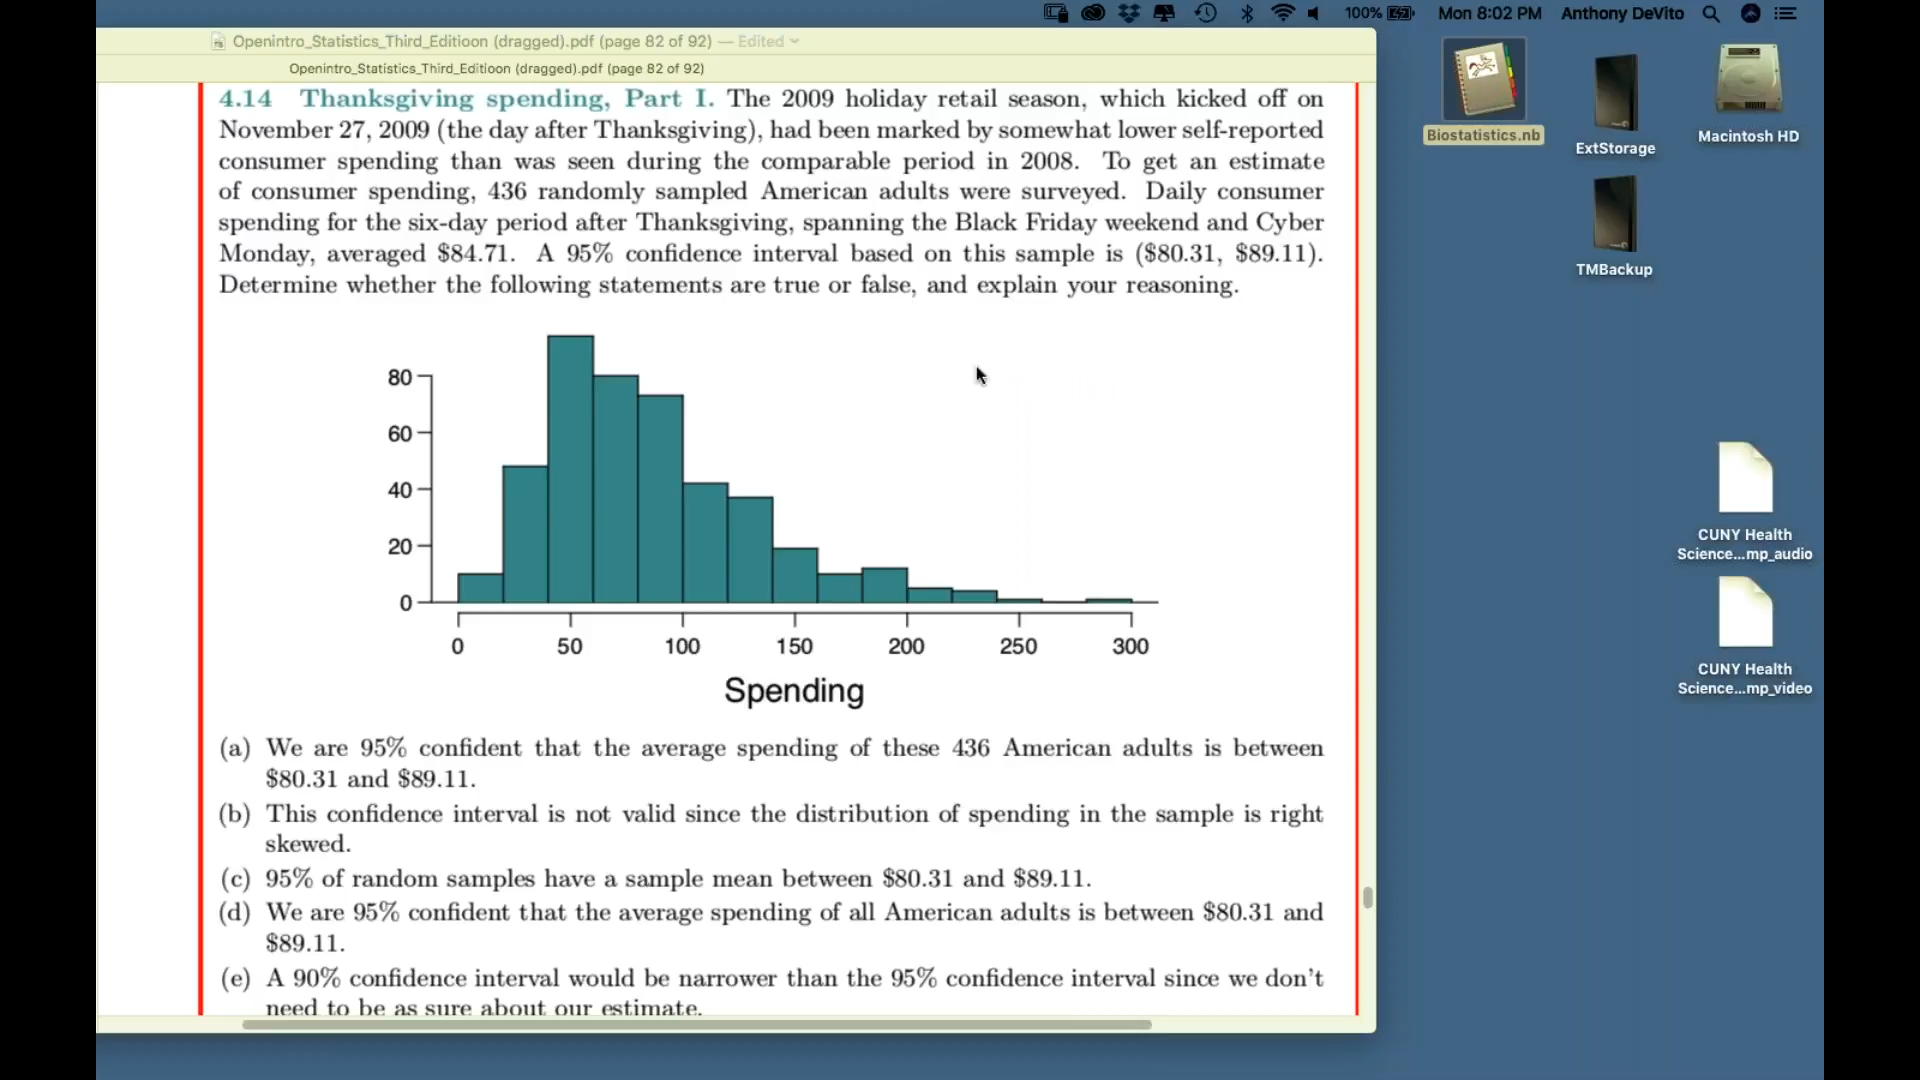 100% Mon 8:02 PM Anthony DeVito
Openintro_Statistics_Third_Editioon (dragged).pdf (page 82 of 92) — Edited
Openintro_Statistics_Third_Editioon (dragged).pdf (page 82 of 92)
4.14 Thanksgiving spending, Part I. The 2009 holiday retail season, which kicked off on
November 27, 2009 (the day after Thanksgiving), had been marked by somewhat lower self-reported
consumer spending than was seen during the comparable period in 2008. To get an estimate
of consumer spending, 436 randomly sampled American adults were surveyed. Daily consumer
spending for the six-day period after Thanksgiving, spanning the Black Friday weekend and Cyber
Monday, averaged $84.71. A 95% confidence interval based on this sample is ($80.31, $89.11).
Determine whether the following statements are true or false, and explain your reasoning.
80
60
40
20
0
0 50 100 150 200 250 300
Spending
(a) We are 95% confident that the average spending of these 436 American adults is between
$80.31 and $89.11.
(b) This confidence interval is not valid since the distribution of spending in the sample is right
skewed.
(c) 95% of random samples have a sample mean between $80.31 and $89.11.
(d) We are 95% confident that the average spending of all American adults is between $80.31 and
$89.11.
(e) A 90% confidence interval would be narrower than the 95% confidence interval since we don't
need to be as sure about our estimate.
Biostatistics.nb
ExtStorage
Macintosh HD
TMBackup
CUNY Health
Science...mp_audio
CUNY Health
Science...mp_video